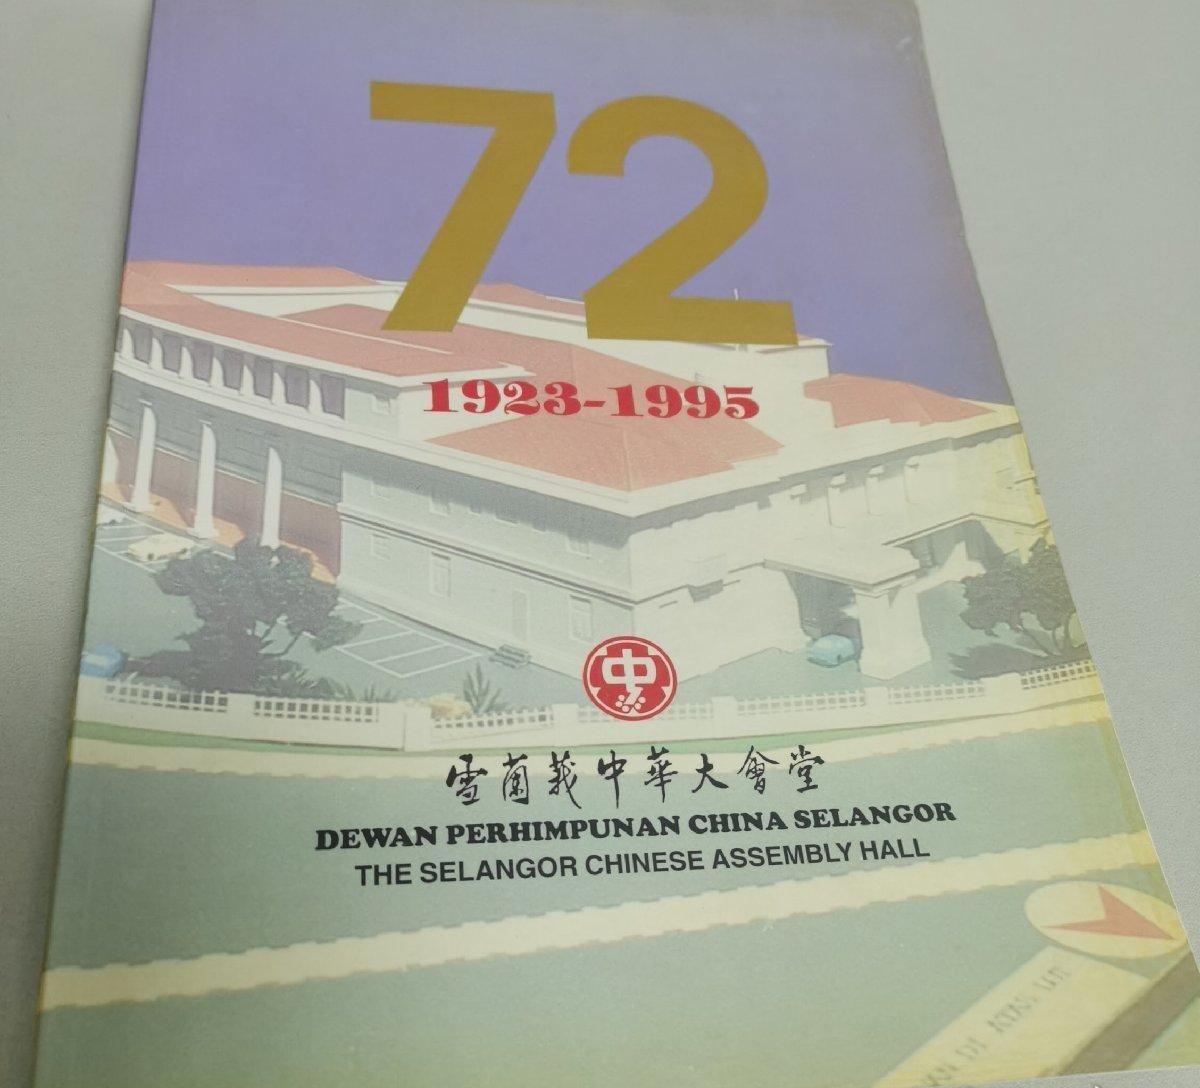 72
1923-1995
中
雪蘭莪中華大會堂
DEWAN PERHIMPUNAN CHINA SELANGOR
THE SELANGOR CHINESE ASSEMBLY HALL